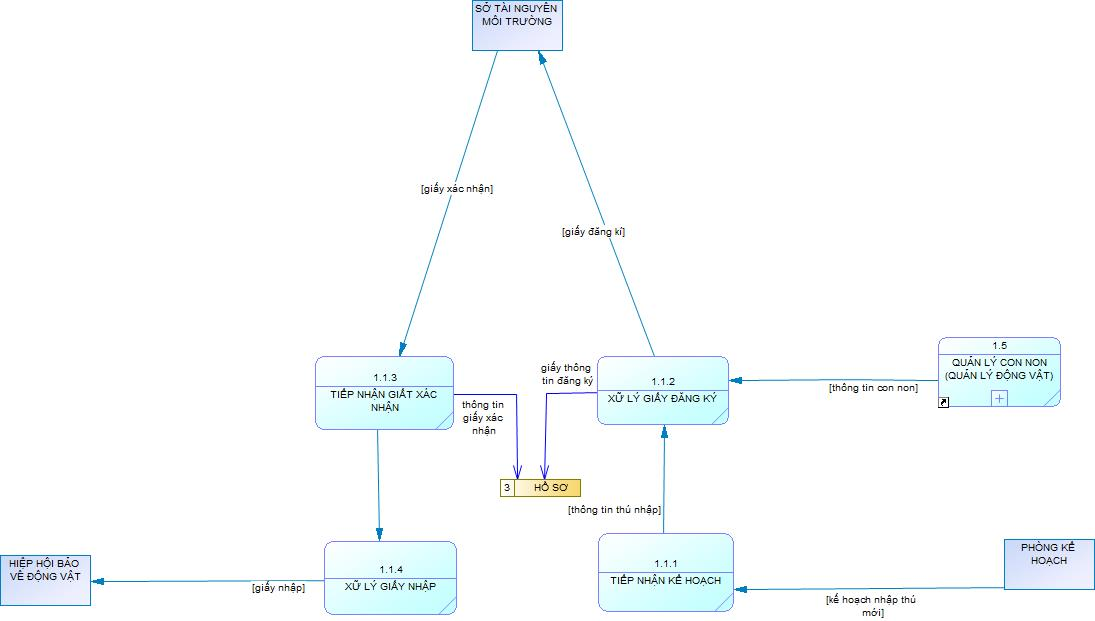 SỞ TÀI NGUYÊN
MÔI TRƯỜNG
[giấy xác nhận]
[giấy đăng kí]
1.1.3
TIẾP NHẬN GIẤT XÁC
NHẬN
thông tin
giấy xác
nhận
giấy thông
tin đăng ký
1.1.2
XỮ LÝ GIẤY ĐĂNG KÝ
[thông tin con non]
1.5
QUẢN LÝ CON NON
(QUẢN LÝ ĐỘNG VẬT)
3 HỒ SƠ
[thông tin thú nhập]
HIỆP HỘI BẢO
VỆ ĐỘNG VẬT
[giấy nhập]
1.1.4
XỮ LÝ GIẤY NHẬP
1.1.1
TIẾP NHẬN KẾ HOẠCH
[kế hoạch nhập thú
mới]
PHÒNG KẾ
HOẠCH